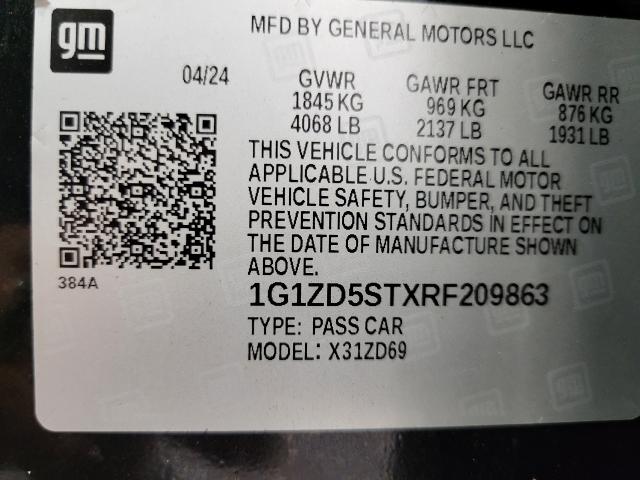 gm
MFD BY GENERAL MOTORS LLC
04/24
GVWR
1845 KG
4068 LB
GAWR FRT
969 KG
2137 LB
GAWR RR
876 KG
1931 LB
THIS VEHICLE CONFORMS TO ALL
APPLICABLE U.S. FEDERAL MOTOR
VEHICLE SAFETY, BUMPER, AND THEFT
PREVENTION STANDARDS IN EFFECT ON
THE DATE OF MANUFACTURE SHOWN
ABOVE.
384A
1G1ZD5STXRF209863
TYPE: PASS CAR
MODEL: X31ZD69